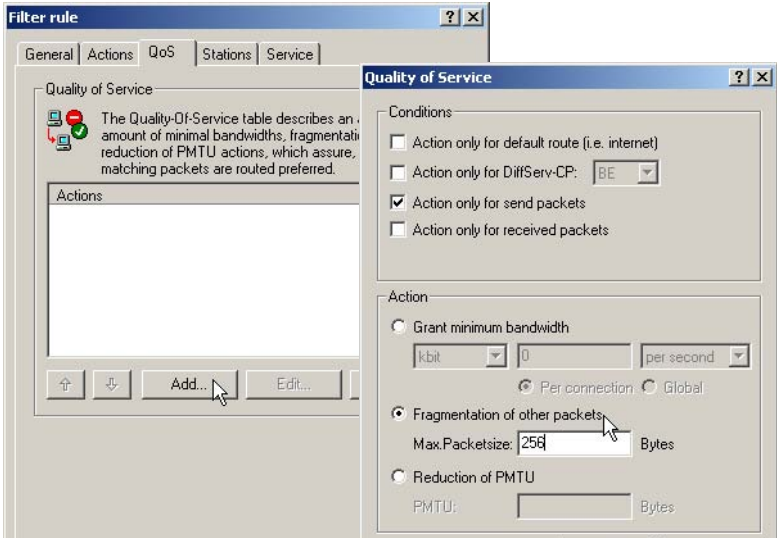 Filter rule
General Actions QoS Stations Service
Quality of Service
The Quality-Of-Service table describes an
amount of minimal bandwidths, fragmentati
reduction of PMTU actions, which assure,
matching packets are routed preferred.
Actions
Add... Edit...
Quality of Service
Conditions
Action only for default route (i.e. internet)
Action only for DiffServ-CP: BE
Action only for send packets
Action only for received packets
Action
Grant minimum bandwidth
kbit 0 per second
Per connection Global
Fragmentation of other packets
Max.Packetsize: 256 Bytes
Reduction of PMTU
PMTU: Bytes